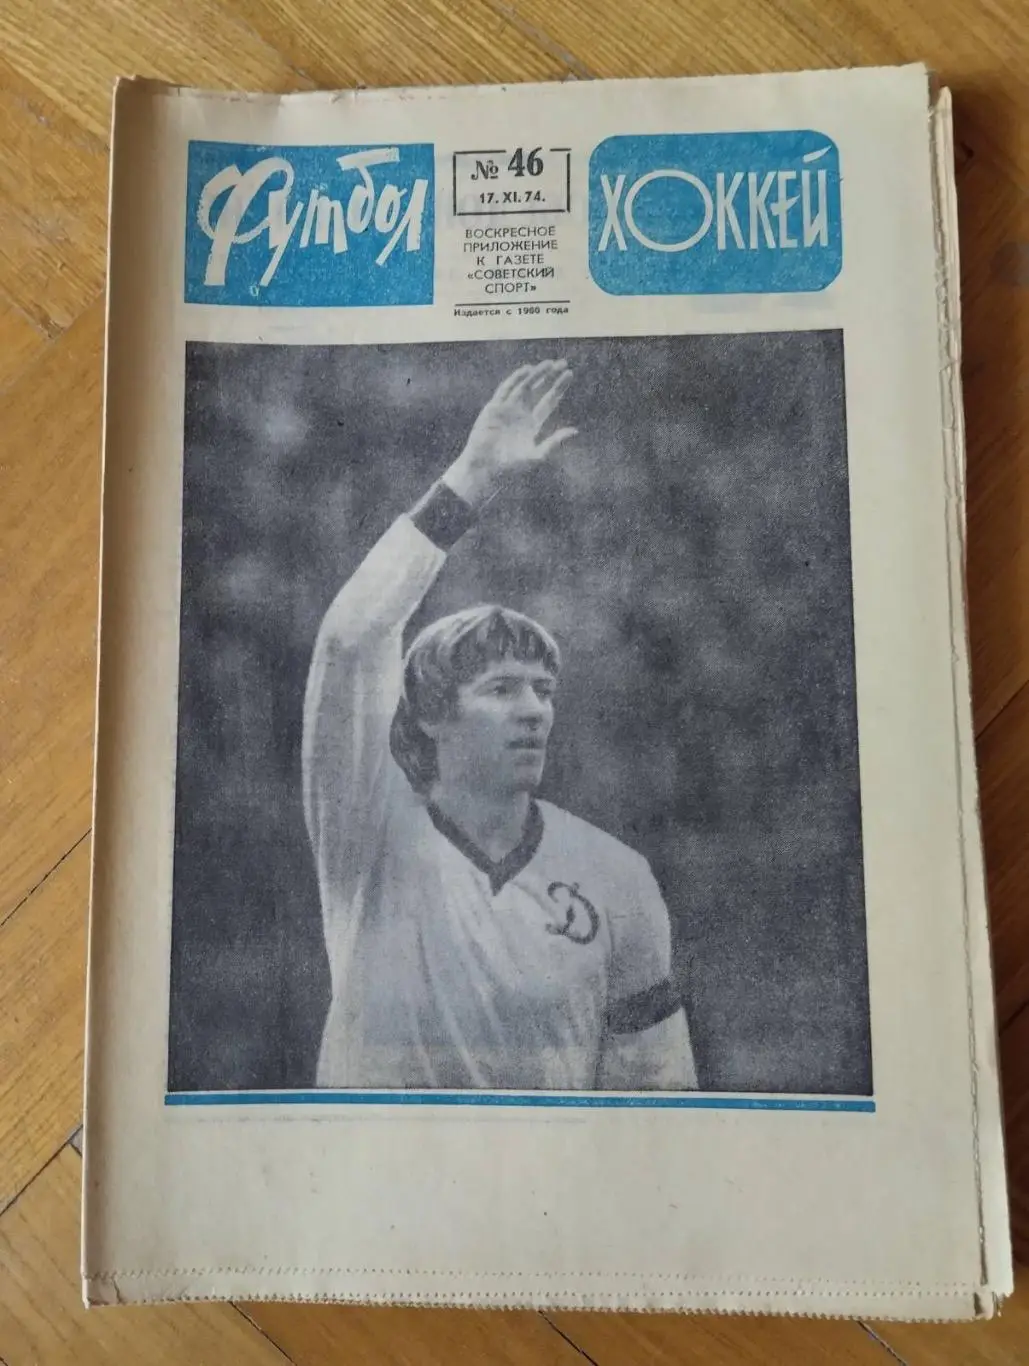 Футбол
№ 46
17. XI. 74.
ВОСКРЕСНОЕ
ПРИЛОЖЕНИЕ
К ГАЗЕТЕ
«СОВЕТСКИЙ
СПОРТ»
Издается с 1960 года
ХОККЕЙ
Д